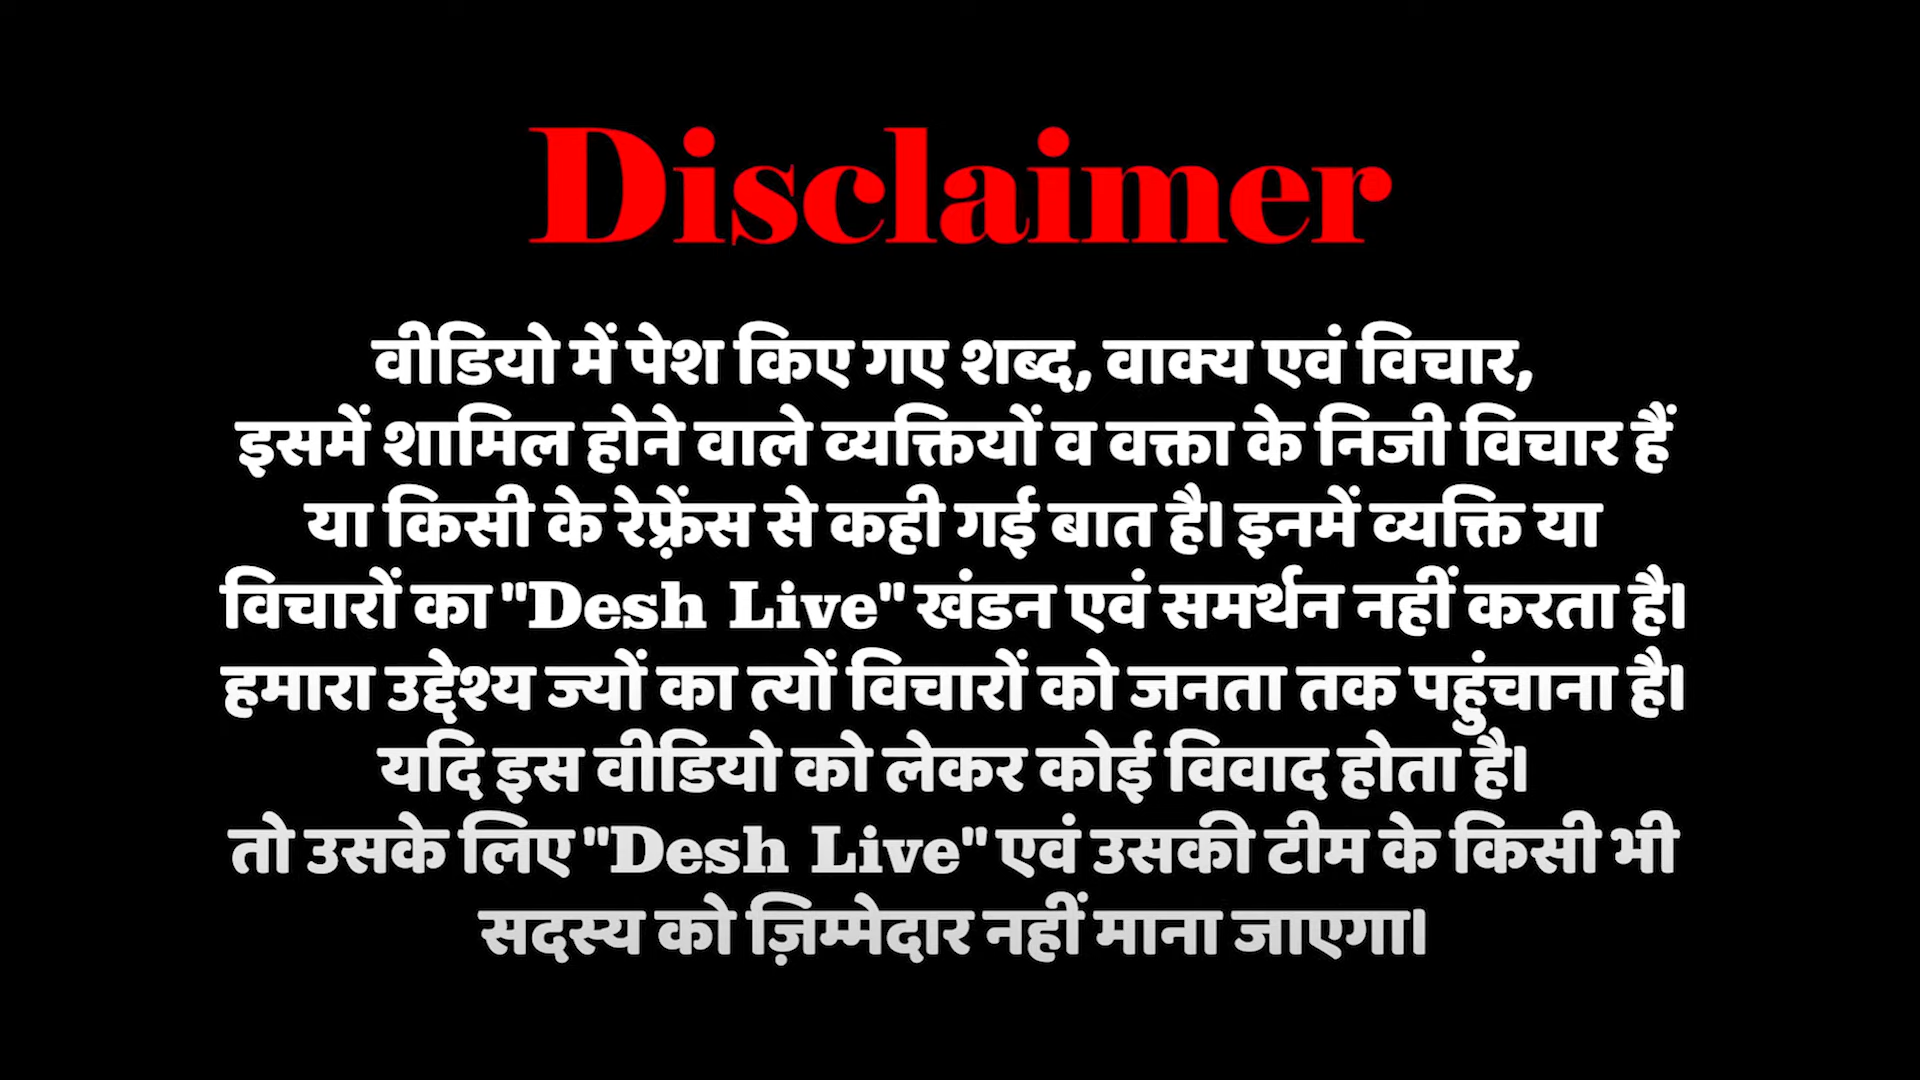 Disclaimer
वीडियो में पेश किए गए शब्द, वाक्य एवं विचार,
इसमें शामिल होने वाले व्यक्तियों व वक्ता के निजी विचार हैं
या किसी के रेफ़्रेंस से कही गई बात है। इनमें व्यक्ति या
विचारों का "Desh Live" खंडन एवं समर्थन नहीं करता है।
हमारा उद्देश्य ज्यों का त्यों विचारों को जनता तक पहुंचाना है।
यदि इस वीडियो को लेकर कोई विवाद होता है।
तो उसके लिए "Desh Live" एवं उसकी टीम के किसी भी
सदस्य को ज़िम्मेदार नहीं माना जाएगा।